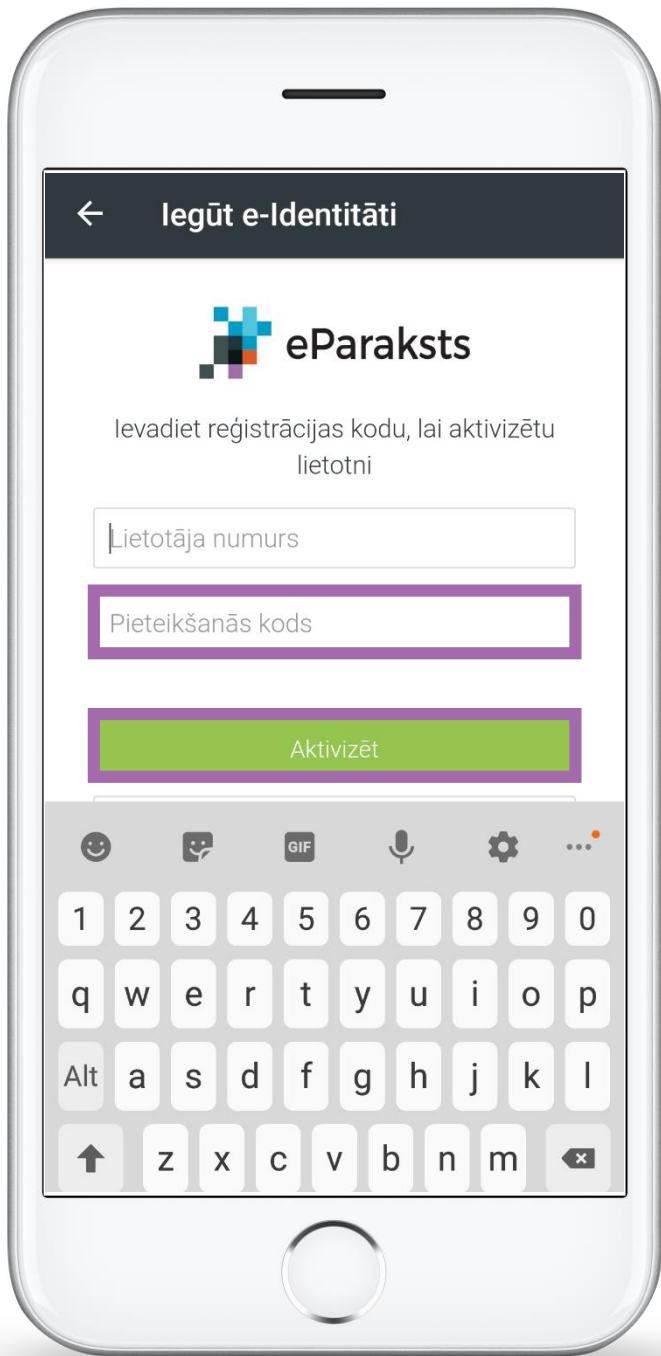 Iegūt e-Identitāti
eParaksts
Ievadiet reģistrācijas kodu, lai aktivizētu
lietotni
Lietotāja numurs
Pieteikšanās kods
Aktivizēt
GIF
1 2 3 4 5 6 7 8 9 0
q w e r t y u i o p
Alt a s d f g h j k l
z x c v b n m